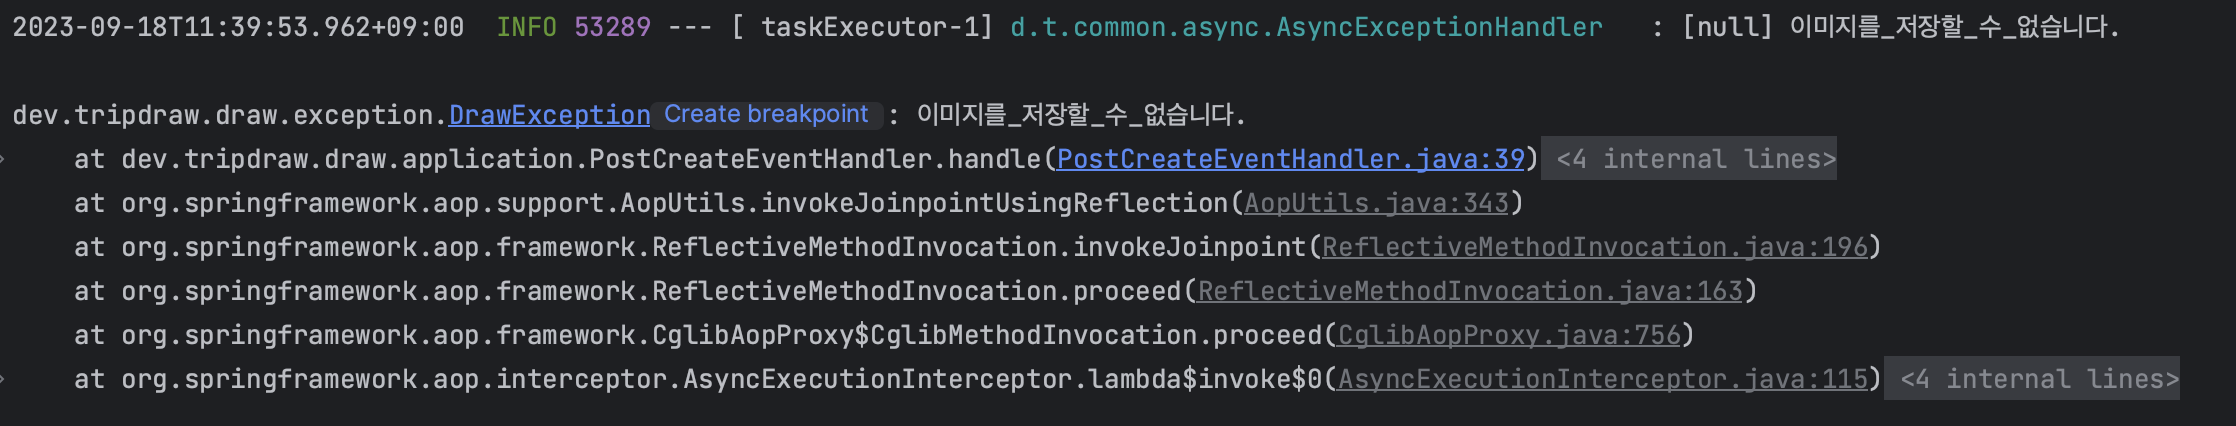 2023-09-18T11:39:53.962+09:00  INFO 53289 --- [ taskExecutor-1] d.t.common.async.AsyncExceptionHandler   : [null] 이미지를_저장할_수_없습니다.
dev.tripdraw.draw.exception.DrawException Create breakpoint : 이미지를_저장할_수_없습니다.
at dev.tripdraw.draw.application.PostCreateEventHandler.handle(PostCreateEventHandler.java:39) <4 internal lines>
at org.springframework.aop.support.AopUtils.invokeJoinpointUsingReflection(AopUtils.java:343)
at org.springframework.aop.framework.ReflectiveMethodInvocation.invokeJoinpoint(ReflectiveMethodInvocation.java:196)
at org.springframework.aop.framework.ReflectiveMethodInvocation.proceed(ReflectiveMethodInvocation.java:163)
at org.springframework.aop.framework.CglibAopProxy$CglibMethodInvocation.proceed(CglibAopProxy.java:756)
at org.springframework.aop.interceptor.AsyncExecutionInterceptor.lambda$invoke$0(AsyncExecutionInterceptor.java:115) <4 internal lines>